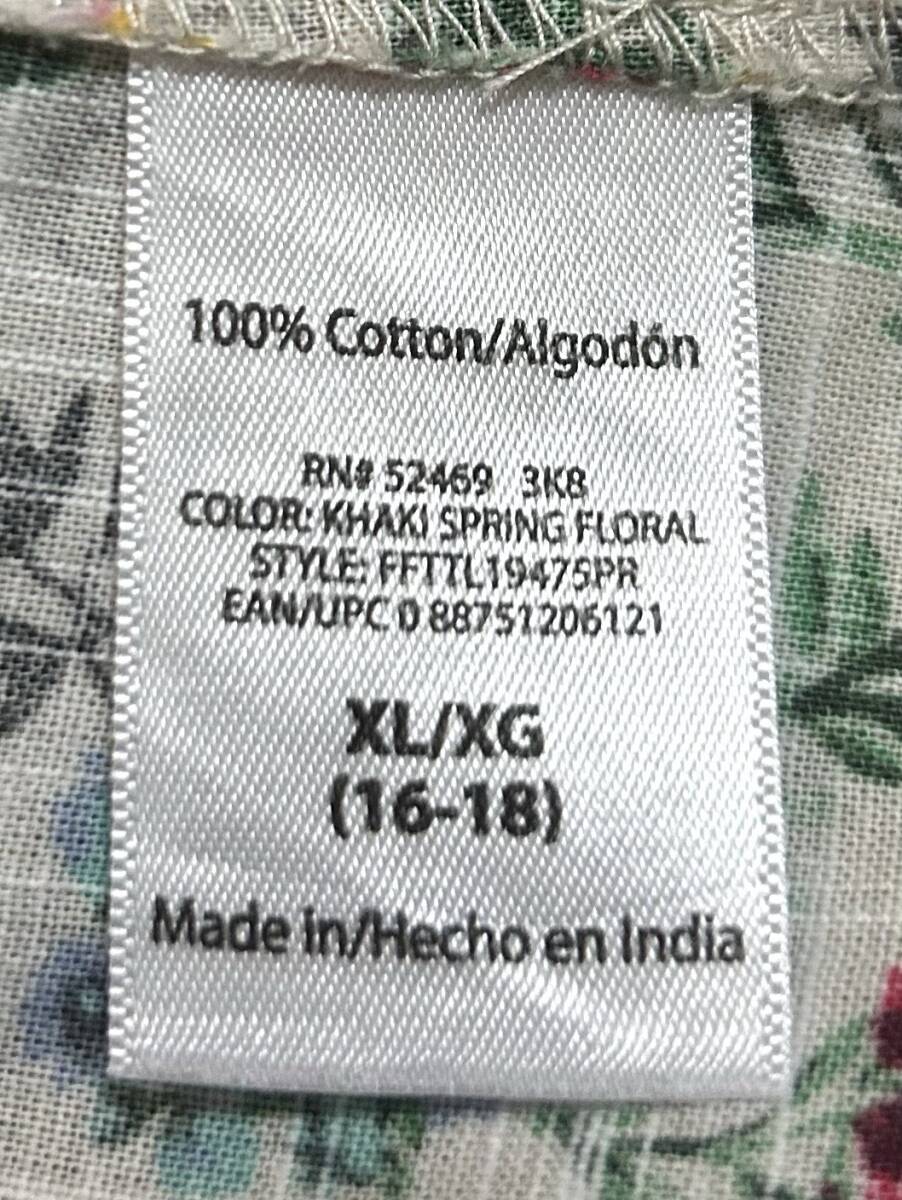 100% Cotton/Algodón
RN# 52469 3K8
COLOR: KHAKI SPRING FLORAL
STYLE: FFTTL19475PR
EAN/UPC 0 88751206121
XL/XG
(16-18)
Made in/Hecho en India